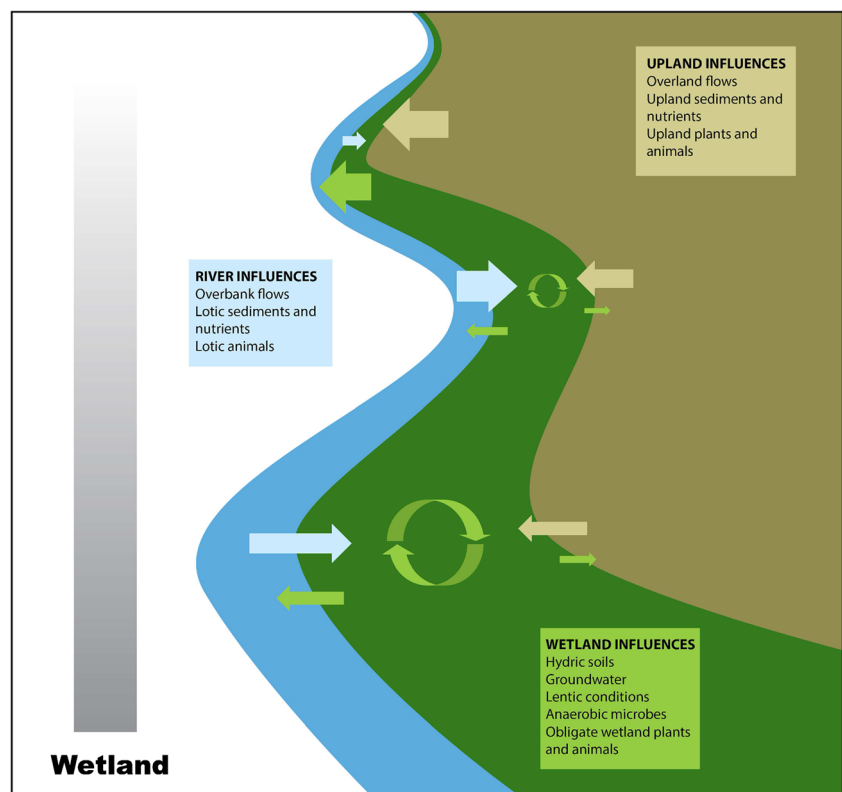 UPLAND INFLUENCES
Overland flows
Upland sediments and
nutrients
Upland plants and
animals
RIVER INFLUENCES
Overbank flows
Lotic sediments and
nutrients
Lotic animals
WETLAND INFLUENCES
Hydric soils
Groundwater
Lentic conditions
Anaerobic microbes
Obligate wetland plants
and animals
Wetland